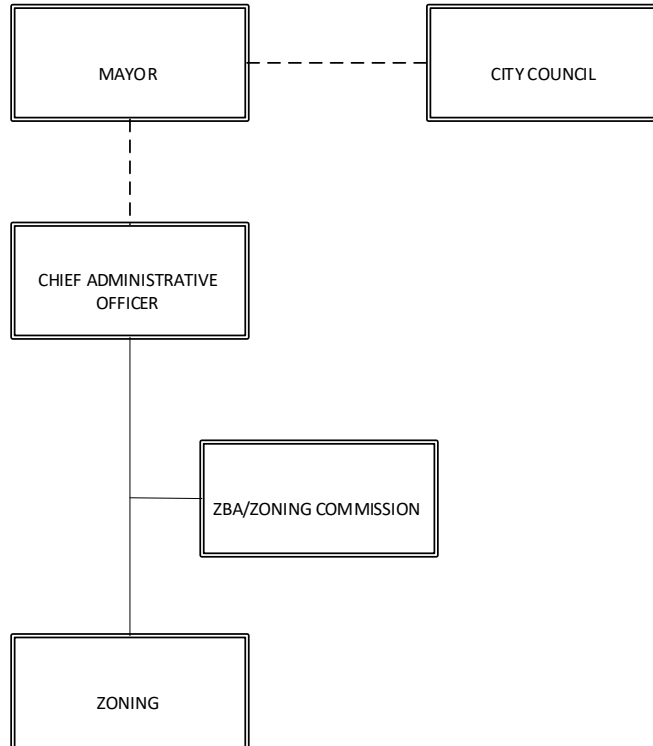 MAYOR
CITY COUNCIL
CHIEF ADMINISTRATIVE
OFFICER
ZBA/ZONING COMMISSION
ZONING